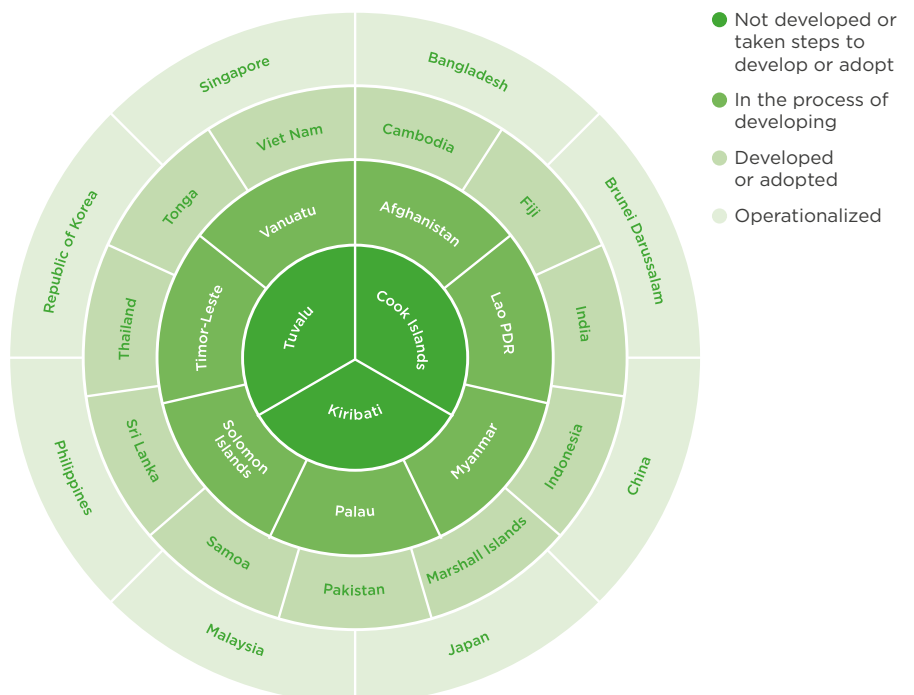 Not developed or
taken steps to
develop or adopt
In the process of
developing
Developed
or adopted
Operationalized
Singapore
Bangladesh
Brunei Darussalam
China
Japan
Malaysia
Philippines
Republic of Korea
Viet Nam
Cambodia
Fiji
India
Indonesia
Marshall Islands
Pakistan
Samoa
Sri Lanka
Thailand
Tonga
Vanuatu
Afghanistan
Lao PDR
Myanmar
Palau
Solomon
Islands
Timor-Leste
Tuvalu
Cook Islands
Kiribati